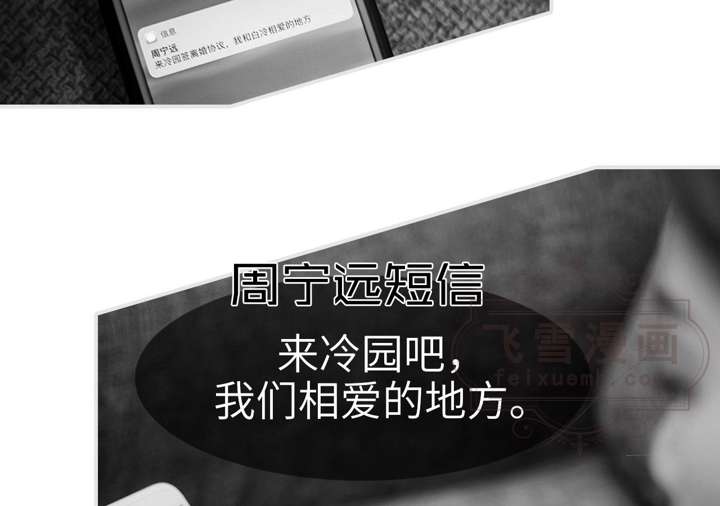 信息
周宁远
来冷园签离婚协议，我和白冷相爱的地方
周宁远短信
来冷园吧，
我们相爱的地方。
飞雪漫画
feixuemh.com